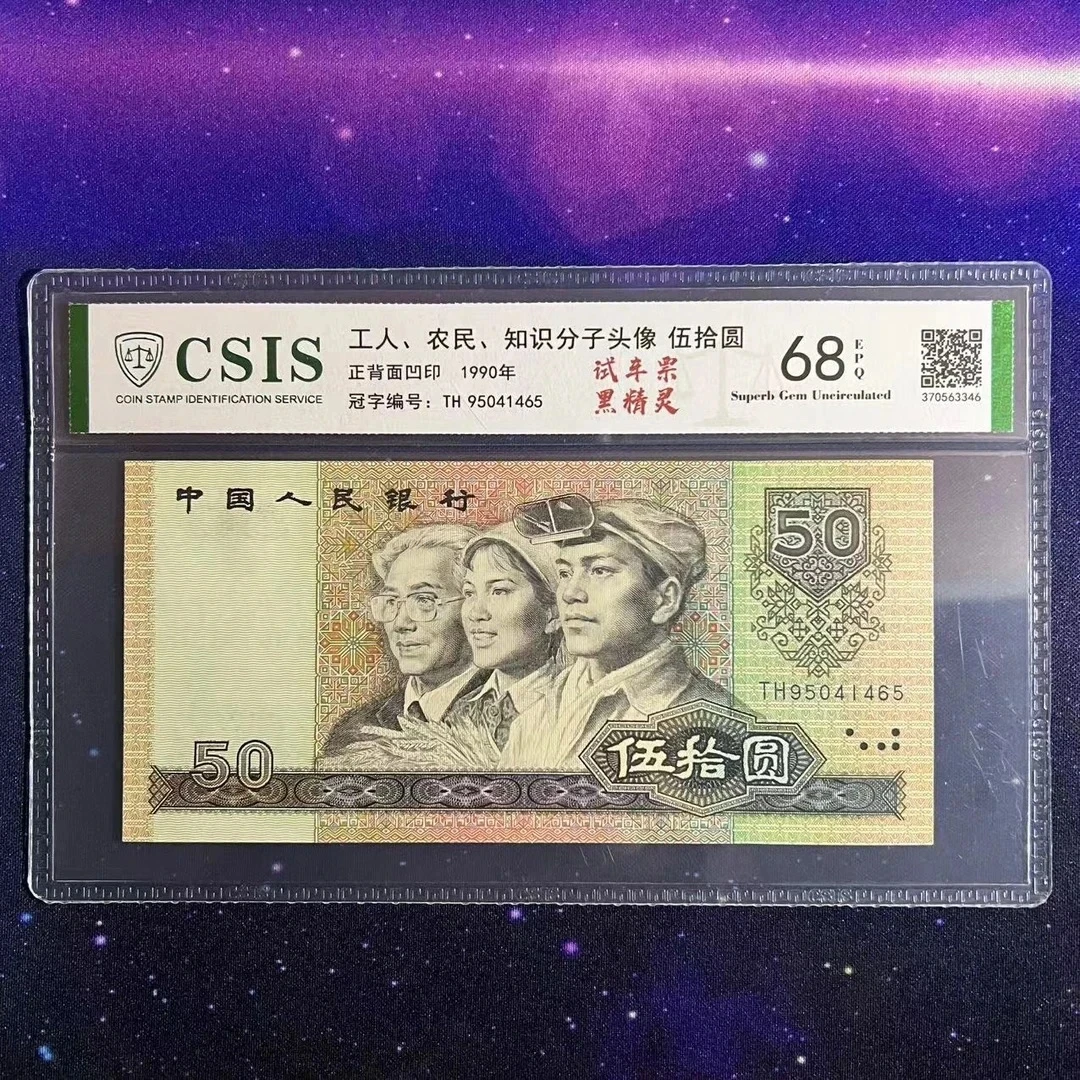 CSIS
COIN STAMP IDENTIFICATION SERVICE
工人、农民、知识分子头像 伍拾圆
正背面凹印 1990年
冠字编号：TH 95041465
试车票
黑精灵
68 EPQ
Superb Gem Uncirculated
370563346
中国人民银行
50
TH95041465
50
伍拾圆